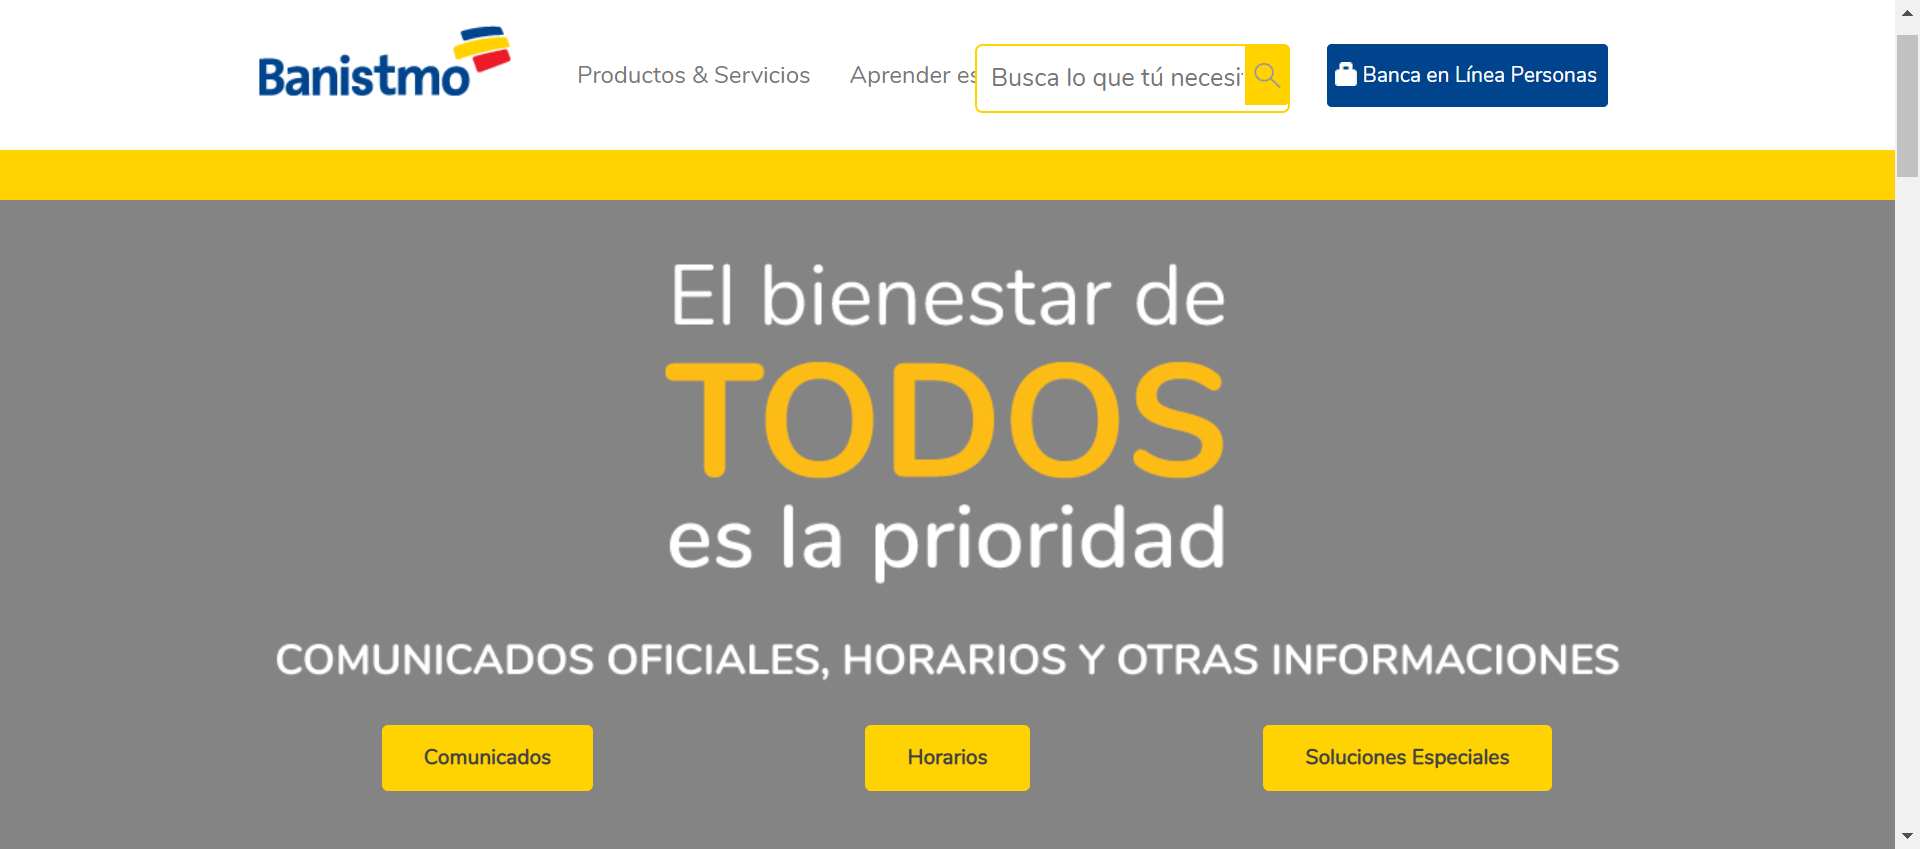 Banistmo
Productos & Servicios
Aprender es
Busca lo que tú necesi
Banca en Línea Personas
El bienestar de
TODOS
es la prioridad
COMUNICADOS OFICIALES, HORARIOS Y OTRAS INFORMACIONES
Comunicados
Horarios
Soluciones Especiales